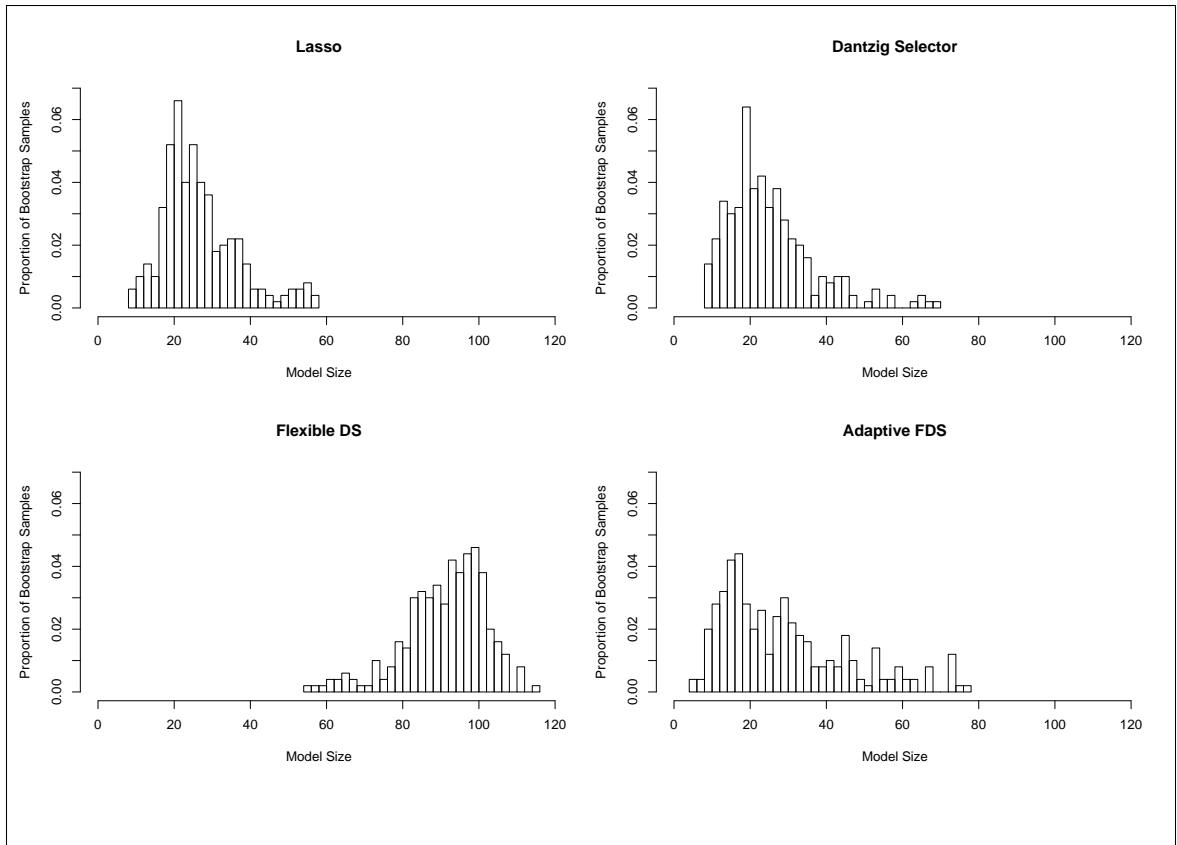 Lasso
Proportion of Bootstrap Samples
0.00 0.02 0.04 0.06
0 20 40 60 80 100 120
Model Size
Dantzig Selector
Proportion of Bootstrap Samples
0.00 0.02 0.04 0.06
0 20 40 60 80 100 120
Model Size
Flexible DS
Proportion of Bootstrap Samples
0.00 0.02 0.04 0.06
0 20 40 60 80 100 120
Model Size
Adaptive FDS
Proportion of Bootstrap Samples
0.00 0.02 0.04 0.06
0 20 40 60 80 100 120
Model Size